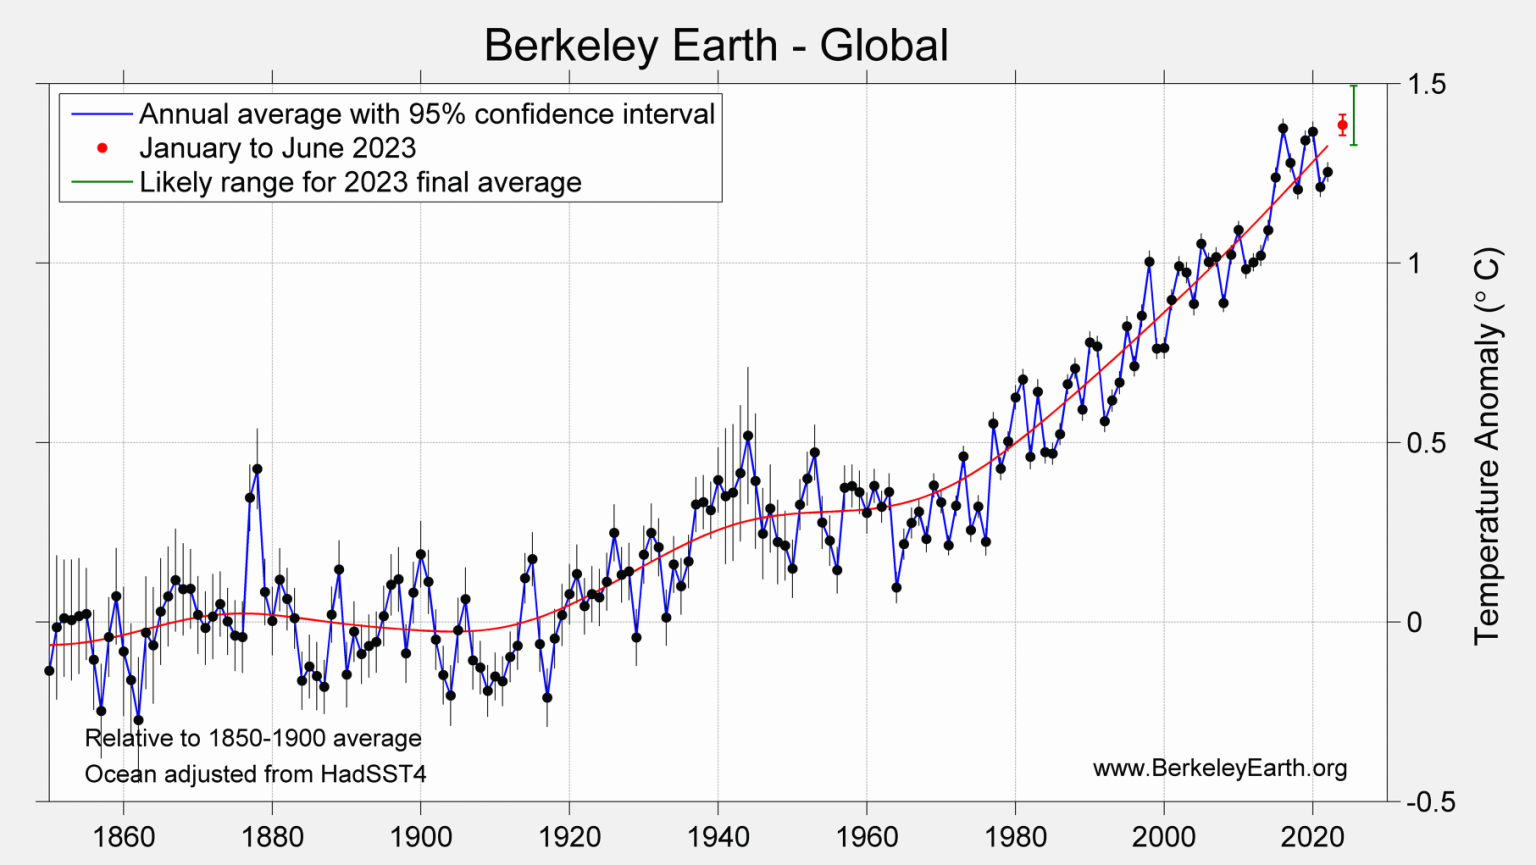 Berkeley Earth - Global
Annual average with 95% confidence interval
January to June 2023
Likely range for 2023 final average
1.5
1
0.5
0
-0.5
Temperature Anomaly (° C)
Relative to 1850-1900 average
Ocean adjusted from HadSST4
www.BerkeleyEarth.org
1860 1880 1900 1920 1940 1960 1980 2000 2020